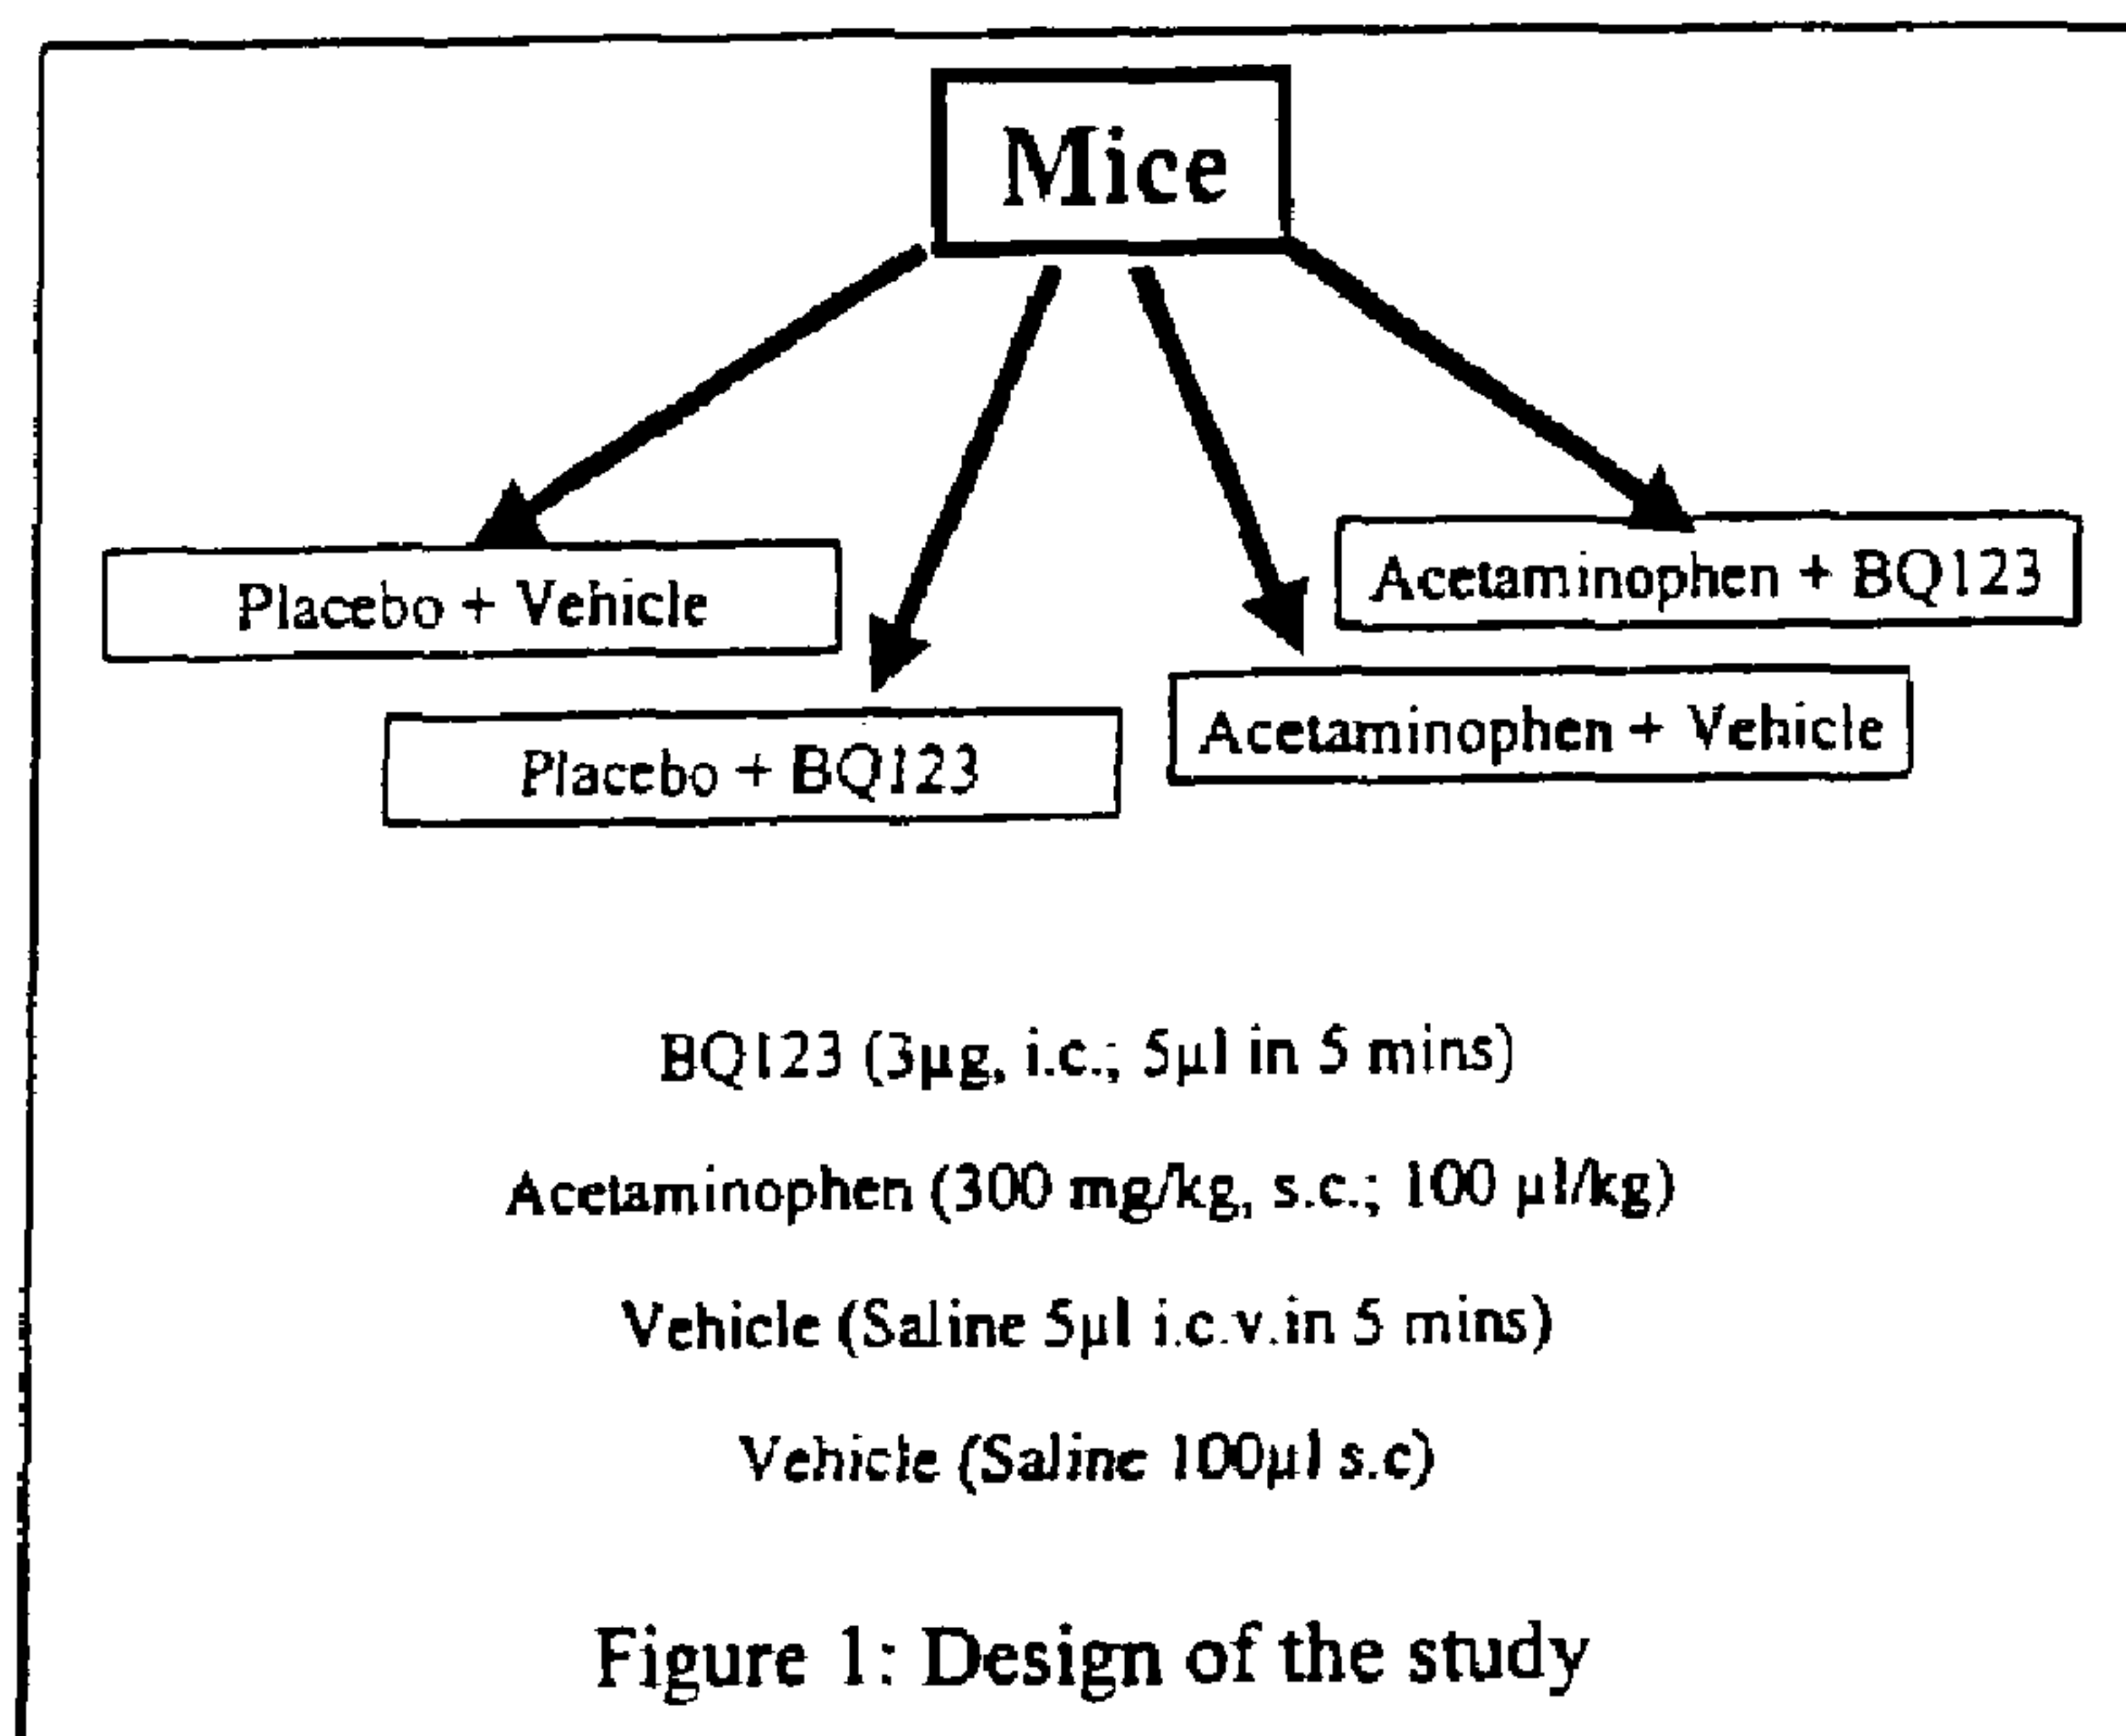 Mice
Placebo + Vehicle
Acetaminophen + BQ123
Placebo + BQ123
Acetaminophen + Vehicle
BQ123 (3µg, i.c.; 5µl in 5 mins)
Acetaminophen (300 mg/kg, s.c.; 100 µl/kg)
Vehicle (Saline 5µl i.c.v.in 5 mins)
Vehicle (Saline 100µl s.c)
Figure 1: Design of the study